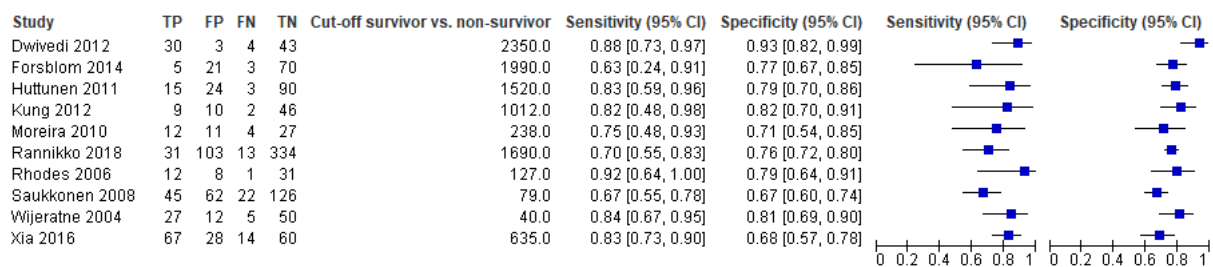 Study TP FP FN TN Cut-off survivor vs. non-survivor Sensitivity (95% CI) Specificity (95% CI) Sensitivity (95% CI) Specificity (95% CI)
Dwivedi 2012 30 3 4 43 2350.0 0.88 [0.73, 0.97] 0.93 [0.82, 0.99]
Forsblom 2014 5 21 3 70 1990.0 0.63 [0.24, 0.91] 0.77 [0.67, 0.85]
Huttunen 2011 15 24 3 90 1520.0 0.83 [0.59, 0.96] 0.79 [0.70, 0.86]
Kung 2012 9 10 2 46 1012.0 0.82 [0.48, 0.98] 0.82 [0.70, 0.91]
Moreira 2010 12 11 4 27 238.0 0.75 [0.48, 0.93] 0.71 [0.54, 0.85]
Rannikko 2018 31 103 13 334 1690.0 0.70 [0.55, 0.83] 0.76 [0.72, 0.80]
Rhodes 2006 12 8 1 31 127.0 0.92 [0.64, 1.00] 0.79 [0.64, 0.91]
Saukkonen 2008 45 62 22 126 79.0 0.67 [0.55, 0.78] 0.67 [0.60, 0.74]
Wijeratne 2004 27 12 5 50 40.0 0.84 [0.67, 0.95] 0.81 [0.69, 0.90]
Xia 2016 67 28 14 60 635.0 0.83 [0.73, 0.90] 0.68 [0.57, 0.78]
0 0.2 0.4 0.6 0.8 1 0 0.2 0.4 0.6 0.8 1